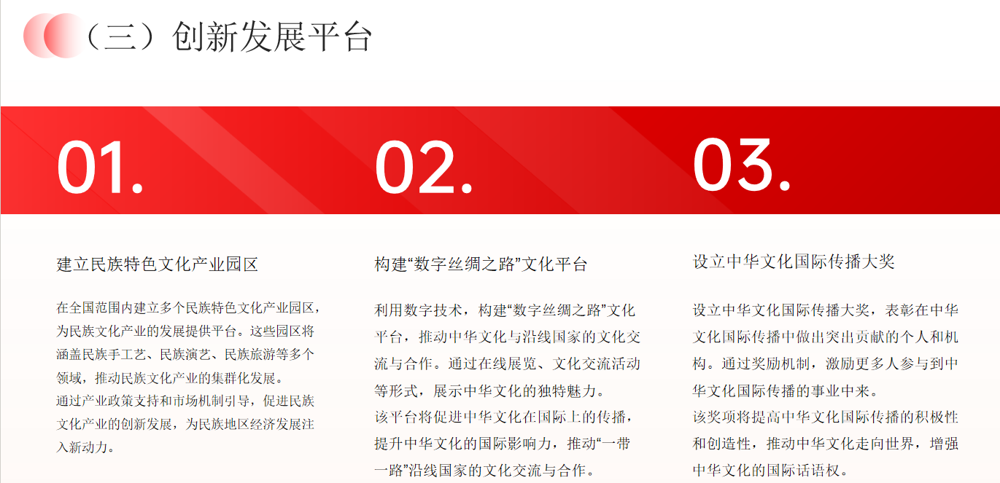 （三）创新发展平台
01.
02.
03.
建立民族特色文化产业园区
在全国范围内建立多个民族特色文化产业园区，
为民族文化产业的发展提供平台。这些园区将
涵盖民族手工艺、民族演艺、民族旅游等多个
领域，推动民族文化产业的集群化发展。
通过产业政策支持和市场机制引导，促进民族
文化产业的创新发展，为民族地区经济发展注
入新动力。
构建“数字丝绸之路”文化平台
利用数字技术，构建“数字丝绸之路”文化
平台，推动中华文化与沿线国家的文化交
流与合作。通过在线展览、文化交流活动
等形式，展示中华文化的独特魅力。
该平台将促进中华文化在国际上的传播，
提升中华文化的国际影响力，推动“一带
一路”沿线国家的文化交流与合作。
设立中华文化国际传播大奖
设立中华文化国际传播大奖，表彰在中华
文化国际传播中做出突出贡献的个人和机
构。通过奖励机制，激励更多人参与到中
华文化国际传播的事业中来。
该奖项将提高中华文化国际传播的积极性
和创造性，推动中华文化走向世界，增强
中华文化的国际话语权。